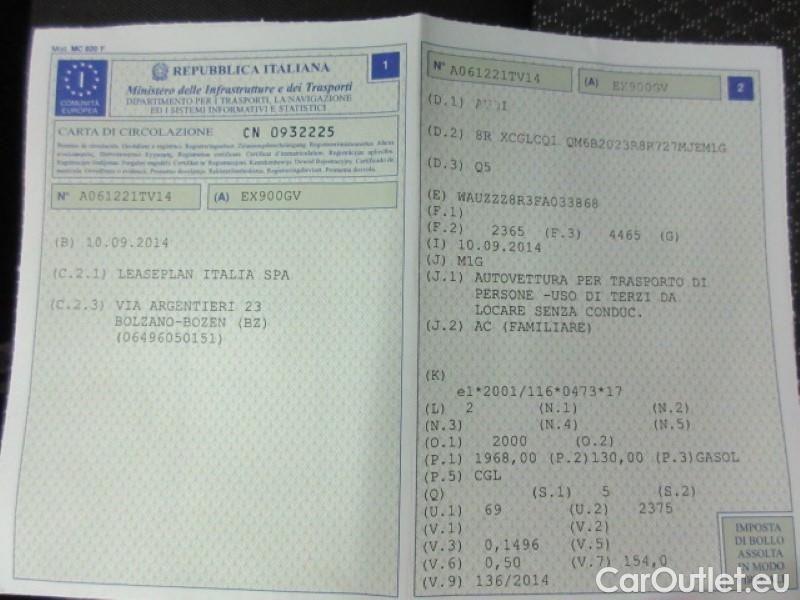 Mod. MC 820 F
I
COMUNITÀ
EUROPEA
REPUBBLICA ITALIANA
1
Ministero delle Infrastrutture e dei Trasporti
DIPARTIMENTO PER I TRASPORTI, LA NAVIGAZIONE
ED I SISTEMI INFORMATIVI E STATISTICI
CARTA DI CIRCOLAZIONE CN 0932225
N° A061221TV14
(A) EX900GV
(B) 10.09.2014
(C.2.1) LEASEPLAN ITALIA SPA
(C.2.3) VIA ARGENTIERI 23
BOLZANO-BOZEN (BZ)
(06496050151)
N° A061221TV14
(A) EX900GV
2
(D.1) AUDI
(D.2) 8R XCGLCQ1 QM6B2023R8R727MJEM1G
(D.3) Q5
(E) WAUZZZ8R3FA033868
(F.1)
(F.2) 2365 (F.3) 4465 (G)
(I) 10.09.2014
(J) M1G
(J.1) AUTOVETTURA PER TRASPORTO DI
PERSONE -USO DI TERZI DA
LOCARE SENZA CONDUC.
(J.2) AC (FAMILIARE)
(K)
e1*2001/116*0473*17
(L) 2 (N.1) (N.2)
(N.3) (N.4) (N.5)
(O.1) 2000 (O.2)
(P.1) 1968,00 (P.2)130,00 (P.3)GASOL
(P.5) CGL
(Q) (S.1) 5 (S.2)
(U.1) 69 (U.2) 2375
(V.1) (V.2)
(V.3) 0,1496 (V.5)
(V.6) 0,50 (V.7) 154,0
(V.9) 136/2014
IMPOSTA
DI BOLLO
ASSOLTA
IN MODO
CarOutlet.eu